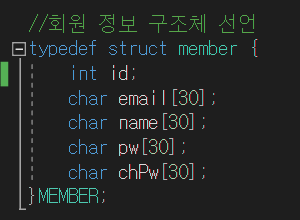 //회원 정보 구조체 선언
typedef struct member {
int id;
char email[30];
char name[30];
char pw[30];
char chPw[30];
}MEMBER;